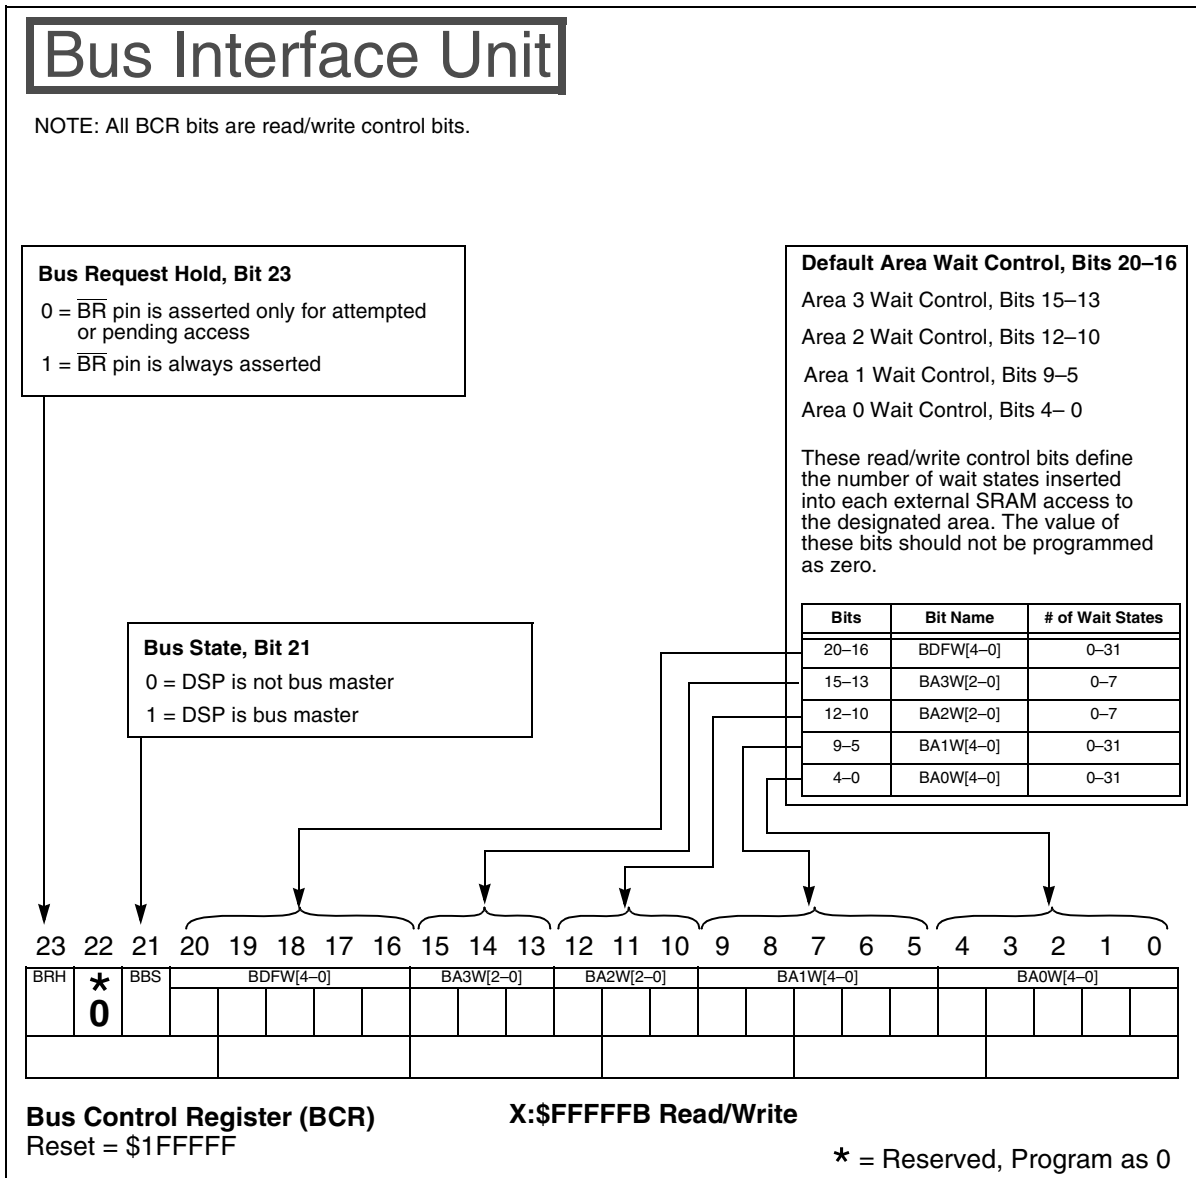 Bus Interface Unit
NOTE: All BCR bits are read/write control bits.
Bus Request Hold, Bit 23
0 = BR pin is asserted only for attempted
or pending access
1 = BR pin is always asserted
Default Area Wait Control, Bits 20–16
Area 3 Wait Control, Bits 15–13
Area 2 Wait Control, Bits 12–10
Area 1 Wait Control, Bits 9–5
Area 0 Wait Control, Bits 4– 0
These read/write control bits define
the number of wait states inserted
into each external SRAM access to
the designated area. The value of
these bits should not be programmed
as zero.
Bits Bit Name # of Wait States
20–16 BDFW[4–0] 0–31
15–13 BA3W[2–0] 0–7
12–10 BA2W[2–0] 0–7
9–5 BA1W[4–0] 0–31
4–0 BA0W[4–0] 0–31
Bus State, Bit 21
0 = DSP is not bus master
1 = DSP is bus master
23 22 21 20 19 18 17 16 15 14 13 12 11 10 9 8 7 6 5 4 3 2 1 0
BRH * BBS BDFW[4–0] BA3W[2–0] BA2W[2–0] BA1W[4–0] BA0W[4–0]
0
Bus Control Register (BCR) X:$FFFFFB Read/Write
Reset = $1FFFFF
* = Reserved, Program as 0